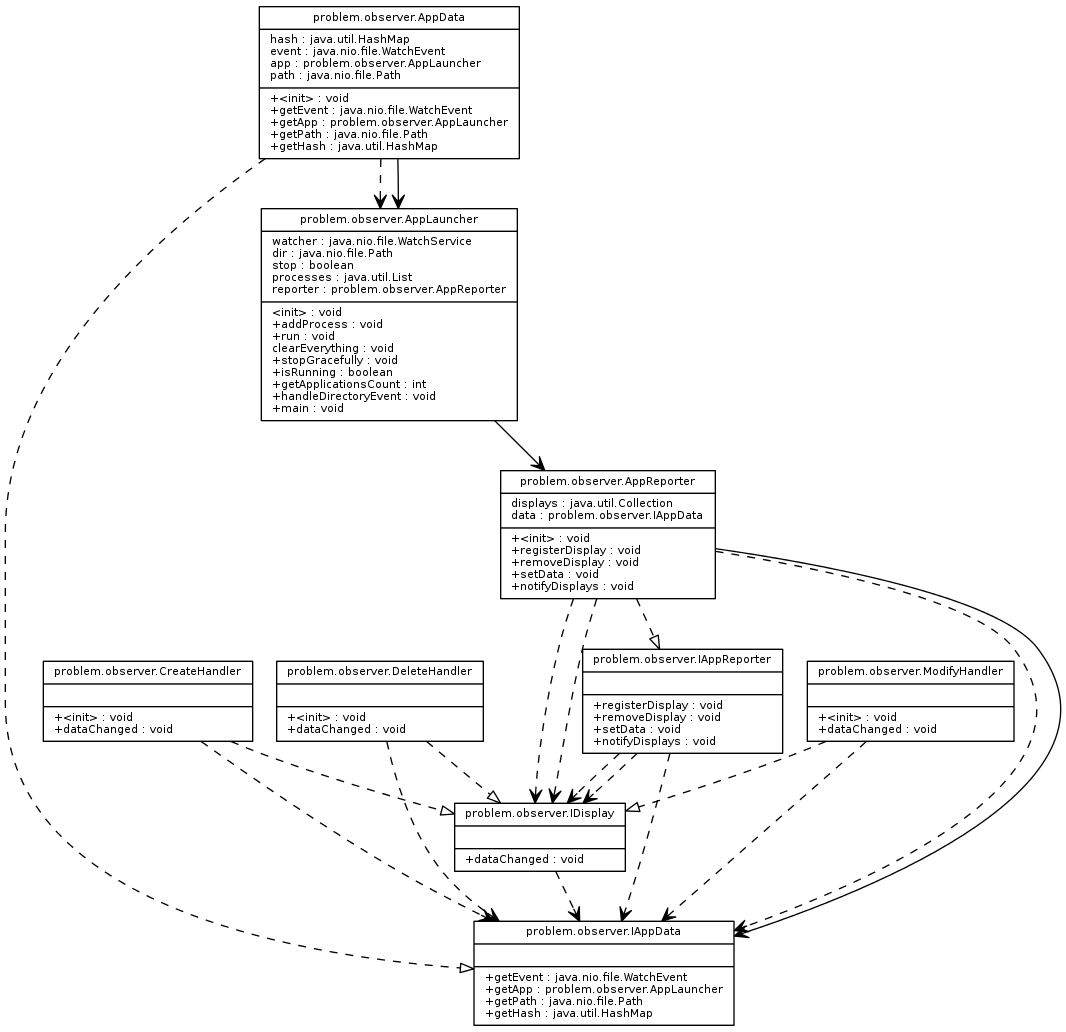 problem.observer.AppData
hash : java.util.HashMap
event : java.nio.file.WatchEvent
app : problem.observer.AppLauncher
path : java.nio.file.Path
+<init> : void
+getEvent : java.nio.file.WatchEvent
+getApp : problem.observer.AppLauncher
+getPath : java.nio.file.Path
+getHash : java.util.HashMap
problem.observer.AppLauncher
watcher : java.nio.file.WatchService
dir : java.nio.file.Path
stop : boolean
processes : java.util.List
reporter : problem.observer.AppReporter
<init> : void
+addProcess : void
+run : void
clearEverything : void
+stopGracefully : void
+isRunning : boolean
+getApplicationsCount : int
+handleDirectoryEvent : void
+main : void
problem.observer.AppReporter
displays : java.util.Collection
data : problem.observer.IAppData
+<init> : void
+registerDisplay : void
+removeDisplay : void
+setData : void
+notifyDisplays : void
problem.observer.CreateHandler
+<init> : void
+dataChanged : void
problem.observer.DeleteHandler
+<init> : void
+dataChanged : void
problem.observer.IAppReporter
+registerDisplay : void
+removeDisplay : void
+setData : void
+notifyDisplays : void
problem.observer.ModifyHandler
+<init> : void
+dataChanged : void
problem.observer.IDisplay
+dataChanged : void
problem.observer.IAppData
+getEvent : java.nio.file.WatchEvent
+getApp : problem.observer.AppLauncher
+getPath : java.nio.file.Path
+getHash : java.util.HashMap